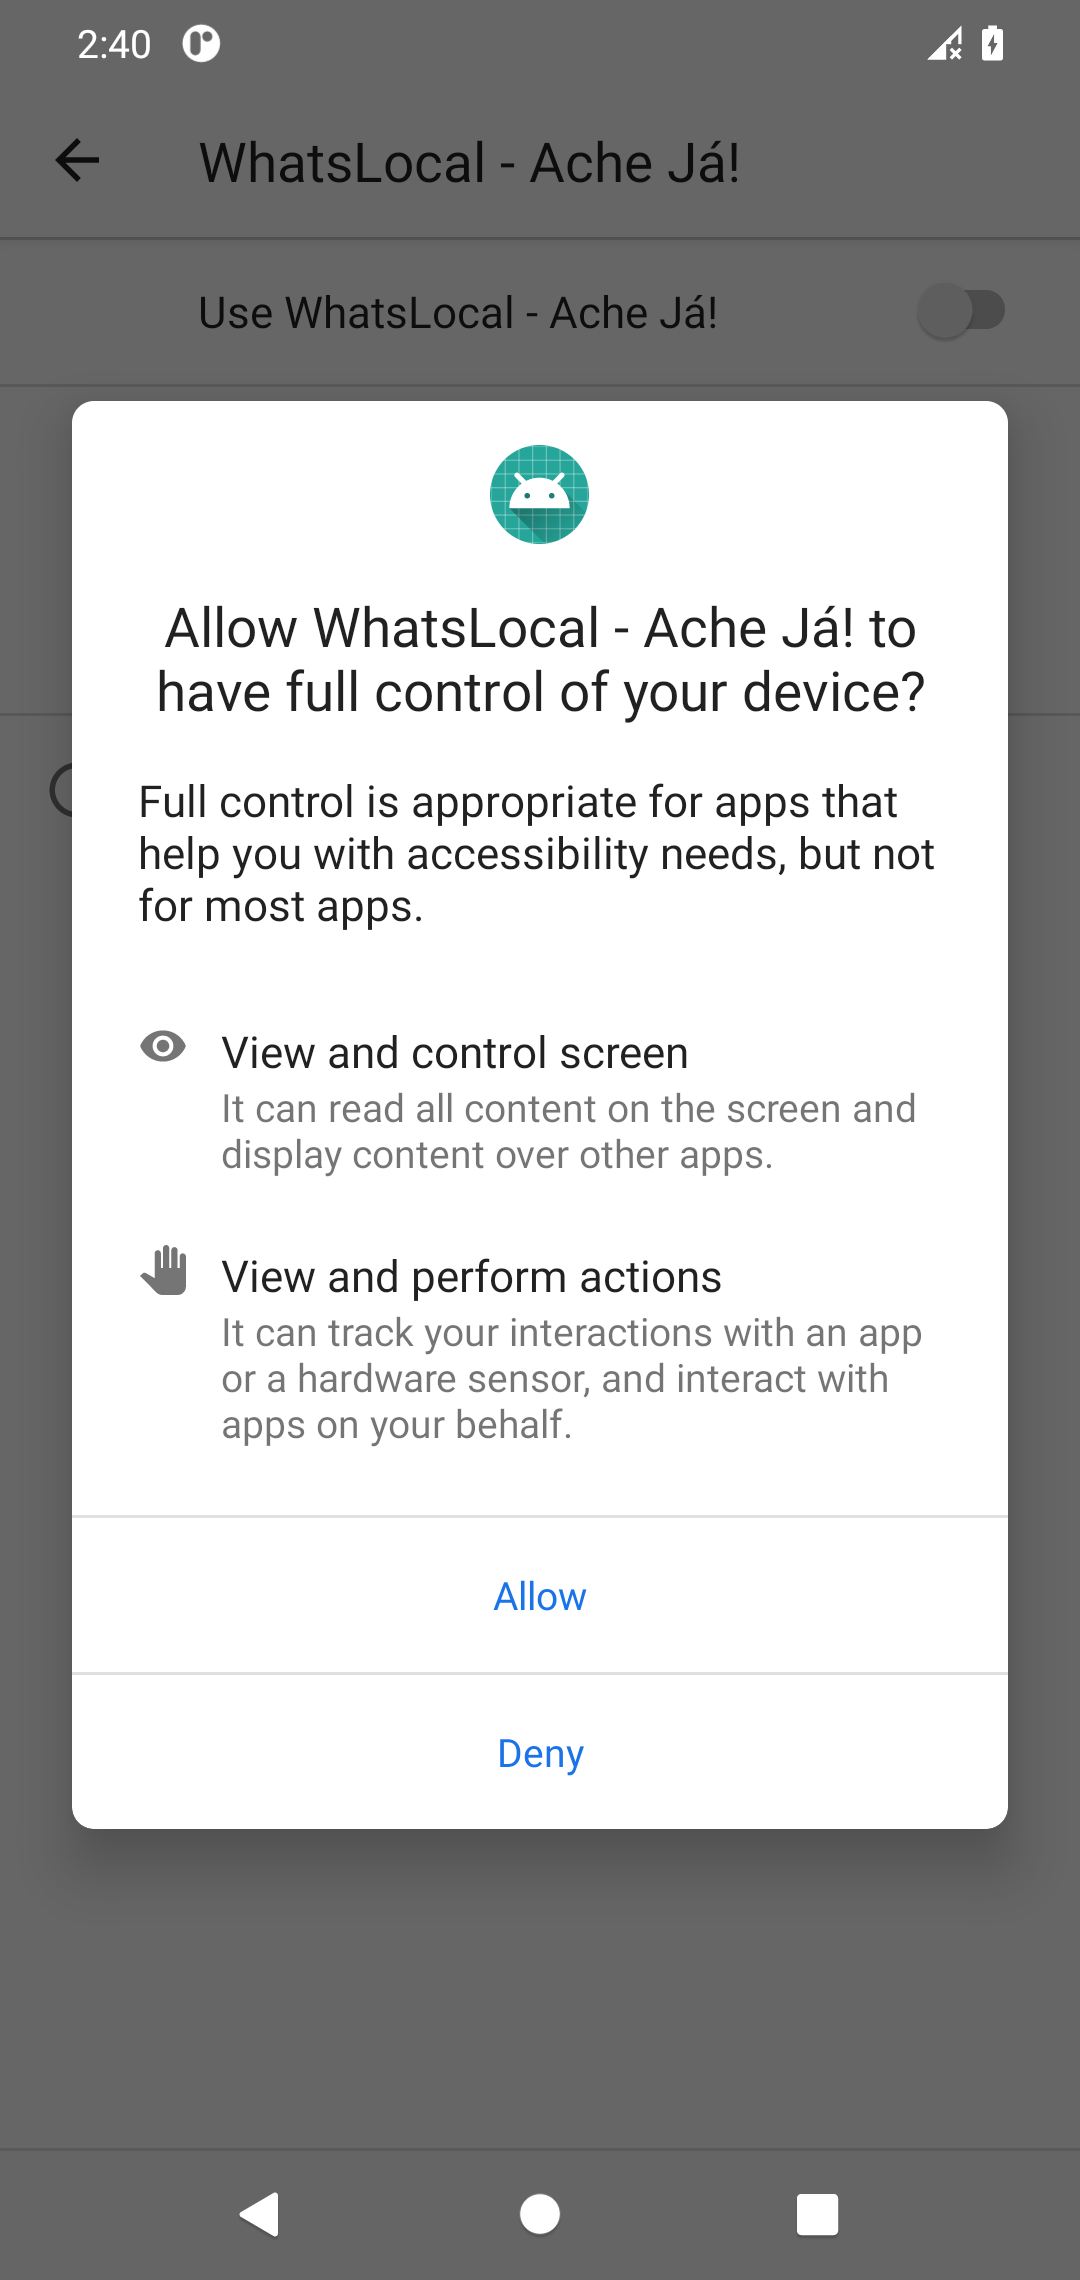 2:40
WhatsLocal - Ache Já!
Use WhatsLocal - Ache Já!
Allow WhatsLocal - Ache Já! to
have full control of your device?
Full control is appropriate for apps that
help you with accessibility needs, but not
for most apps.
View and control screen
It can read all content on the screen and
display content over other apps.
View and perform actions
It can track your interactions with an app
or a hardware sensor, and interact with
apps on your behalf.
Allow
Deny